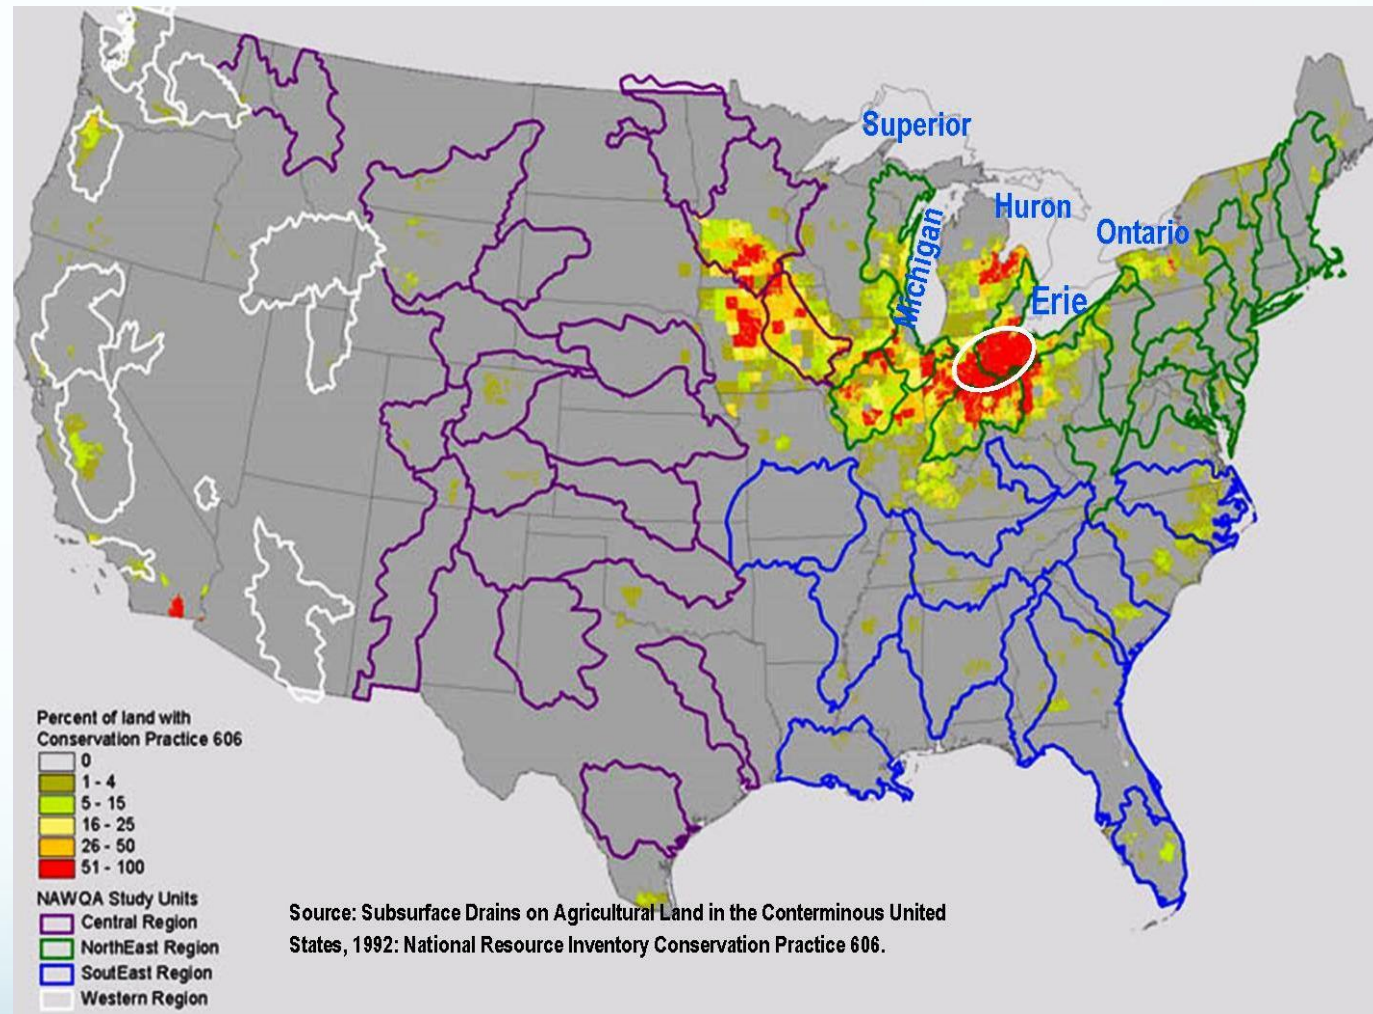 Superior
Huron
Michigan
Ontario
Erie
Percent of land with
Conservation Practice 606
0
1 - 4
5 - 15
16 - 25
26 - 50
51 - 100
NAWQA Study Units
Central Region
NorthEast Region
SoutEast Region
Western Region
Source: Subsurface Drains on Agricultural Land in the Conterminous United
States, 1992: National Resource Inventory Conservation Practice 606.